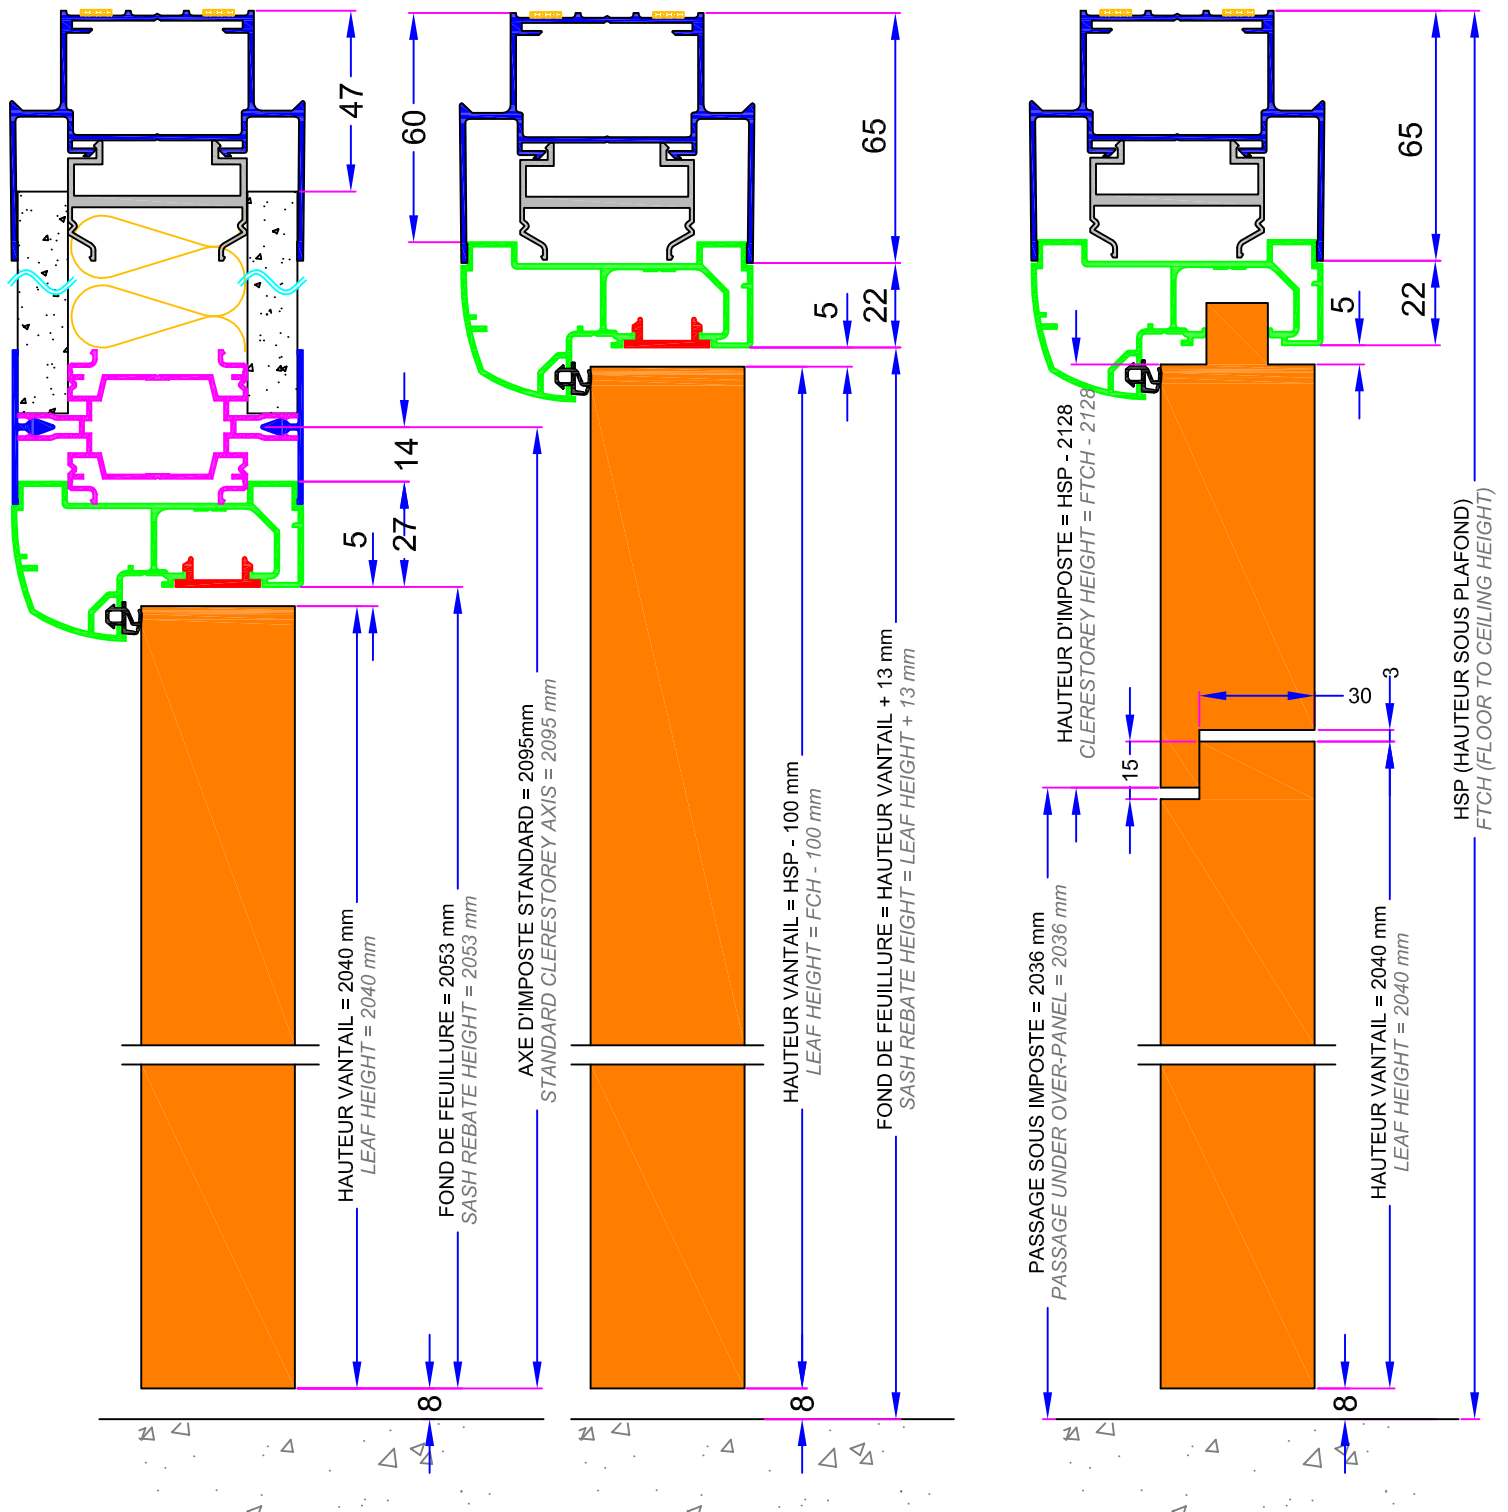 47
14
27
5
HAUTEUR VANTAIL = 2040 mm
LEAF HEIGHT = 2040 mm
FOND DE FEUILLURE = 2053 mm
SASH REBATE HEIGHT = 2053 mm
AXE D'IMPOSTE STANDARD = 2095mm
STANDARD CLERESTOREY AXIS = 2095 mm
8
60
65
22
5
HAUTEUR VANTAIL = HSP - 100 mm
LEAF HEIGHT = FCH - 100 mm
FOND DE FEUILLURE = HAUTEUR VANTAIL + 13 mm
SASH REBATE HEIGHT = LEAF HEIGHT + 13 mm
8
65
22
5
HAUTEUR D'IMPOSTE = HSP - 2128
CLERESTOREY HEIGHT = FTCH - 2128
30
3
15
PASSAGE SOUS IMPOSTE = 2036 mm
PASSAGE UNDER OVER-PANEL = 2036 mm
HAUTEUR VANTAIL = 2040 mm
LEAF HEIGHT = 2040 mm
HSP (HAUTEUR SOUS PLAFOND)
FTCH (FLOOR TO CEILING HEIGHT)
8